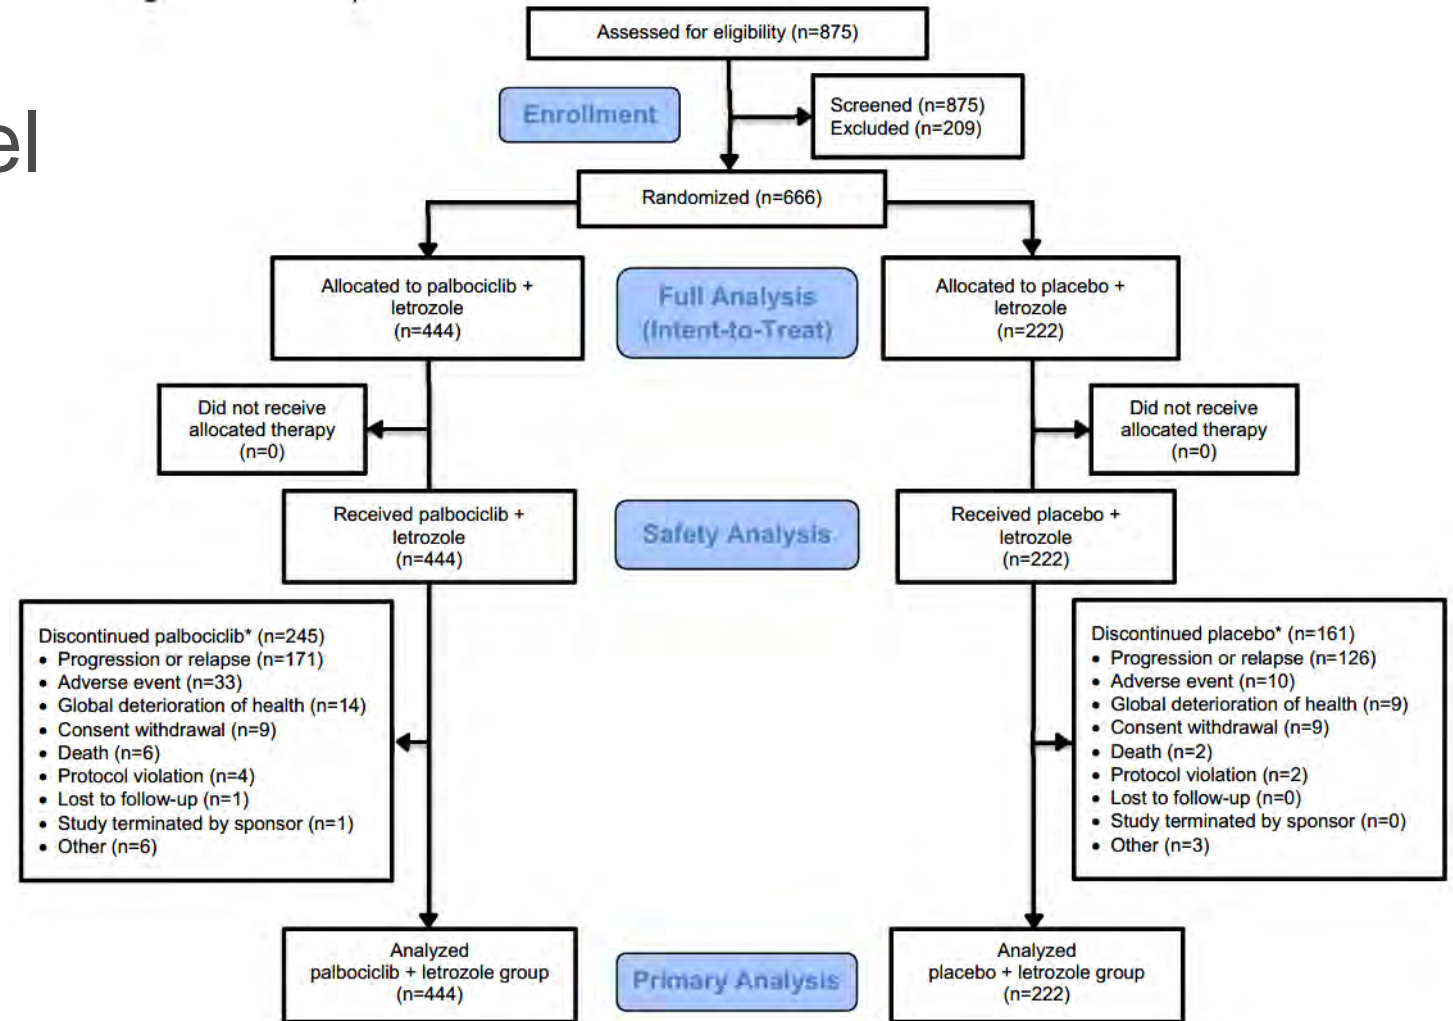 el
Assessed for eligibility (n=875)
Enrollment
Screened (n=875)
Excluded (n=209)
Randomized (n=666)
Allocated to palbociclib +
letrozole
(n=444)
Full Analysis
(Intent-to-Treat)
Allocated to placebo +
letrozole
(n=222)
Did not receive
allocated therapy
(n=0)
Did not receive
allocated therapy
(n=0)
Received palbociclib +
letrozole
(n=444)
Safety Analysis
Received placebo +
letrozole
(n=222)
Discontinued palbociclib* (n=245)
• Progression or relapse (n=171)
• Adverse event (n=33)
• Global deterioration of health (n=14)
• Consent withdrawal (n=9)
• Death (n=6)
• Protocol violation (n=4)
• Lost to follow-up (n=1)
• Study terminated by sponsor (n=1)
• Other (n=6)
Discontinued placebo* (n=161)
• Progression or relapse (n=126)
• Adverse event (n=10)
• Global deterioration of health (n=9)
• Consent withdrawal (n=9)
• Death (n=2)
• Protocol violation (n=2)
• Lost to follow-up (n=0)
• Study terminated by sponsor (n=0)
• Other (n=3)
Analyzed
palbociclib + letrozole group
(n=444)
Primary Analysis
Analyzed
placebo + letrozole group
(n=222)